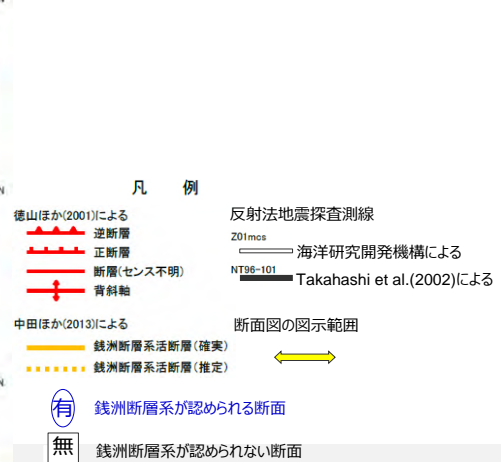 凡 例
徳山ほか(2001)による
逆断層
正断層
断層(センス不明)
背斜軸
中田ほか(2013)による
銭洲断層系活断層(確実)
銭洲断層系活断層(推定)
反射法地震探査測線
Z01mcs
海洋研究開発機構による
NT96-101
Takahashi et al.(2002)による
断面図の図示範囲
有 銭洲断層系が認められる断面
無 銭洲断層系が認められない断面